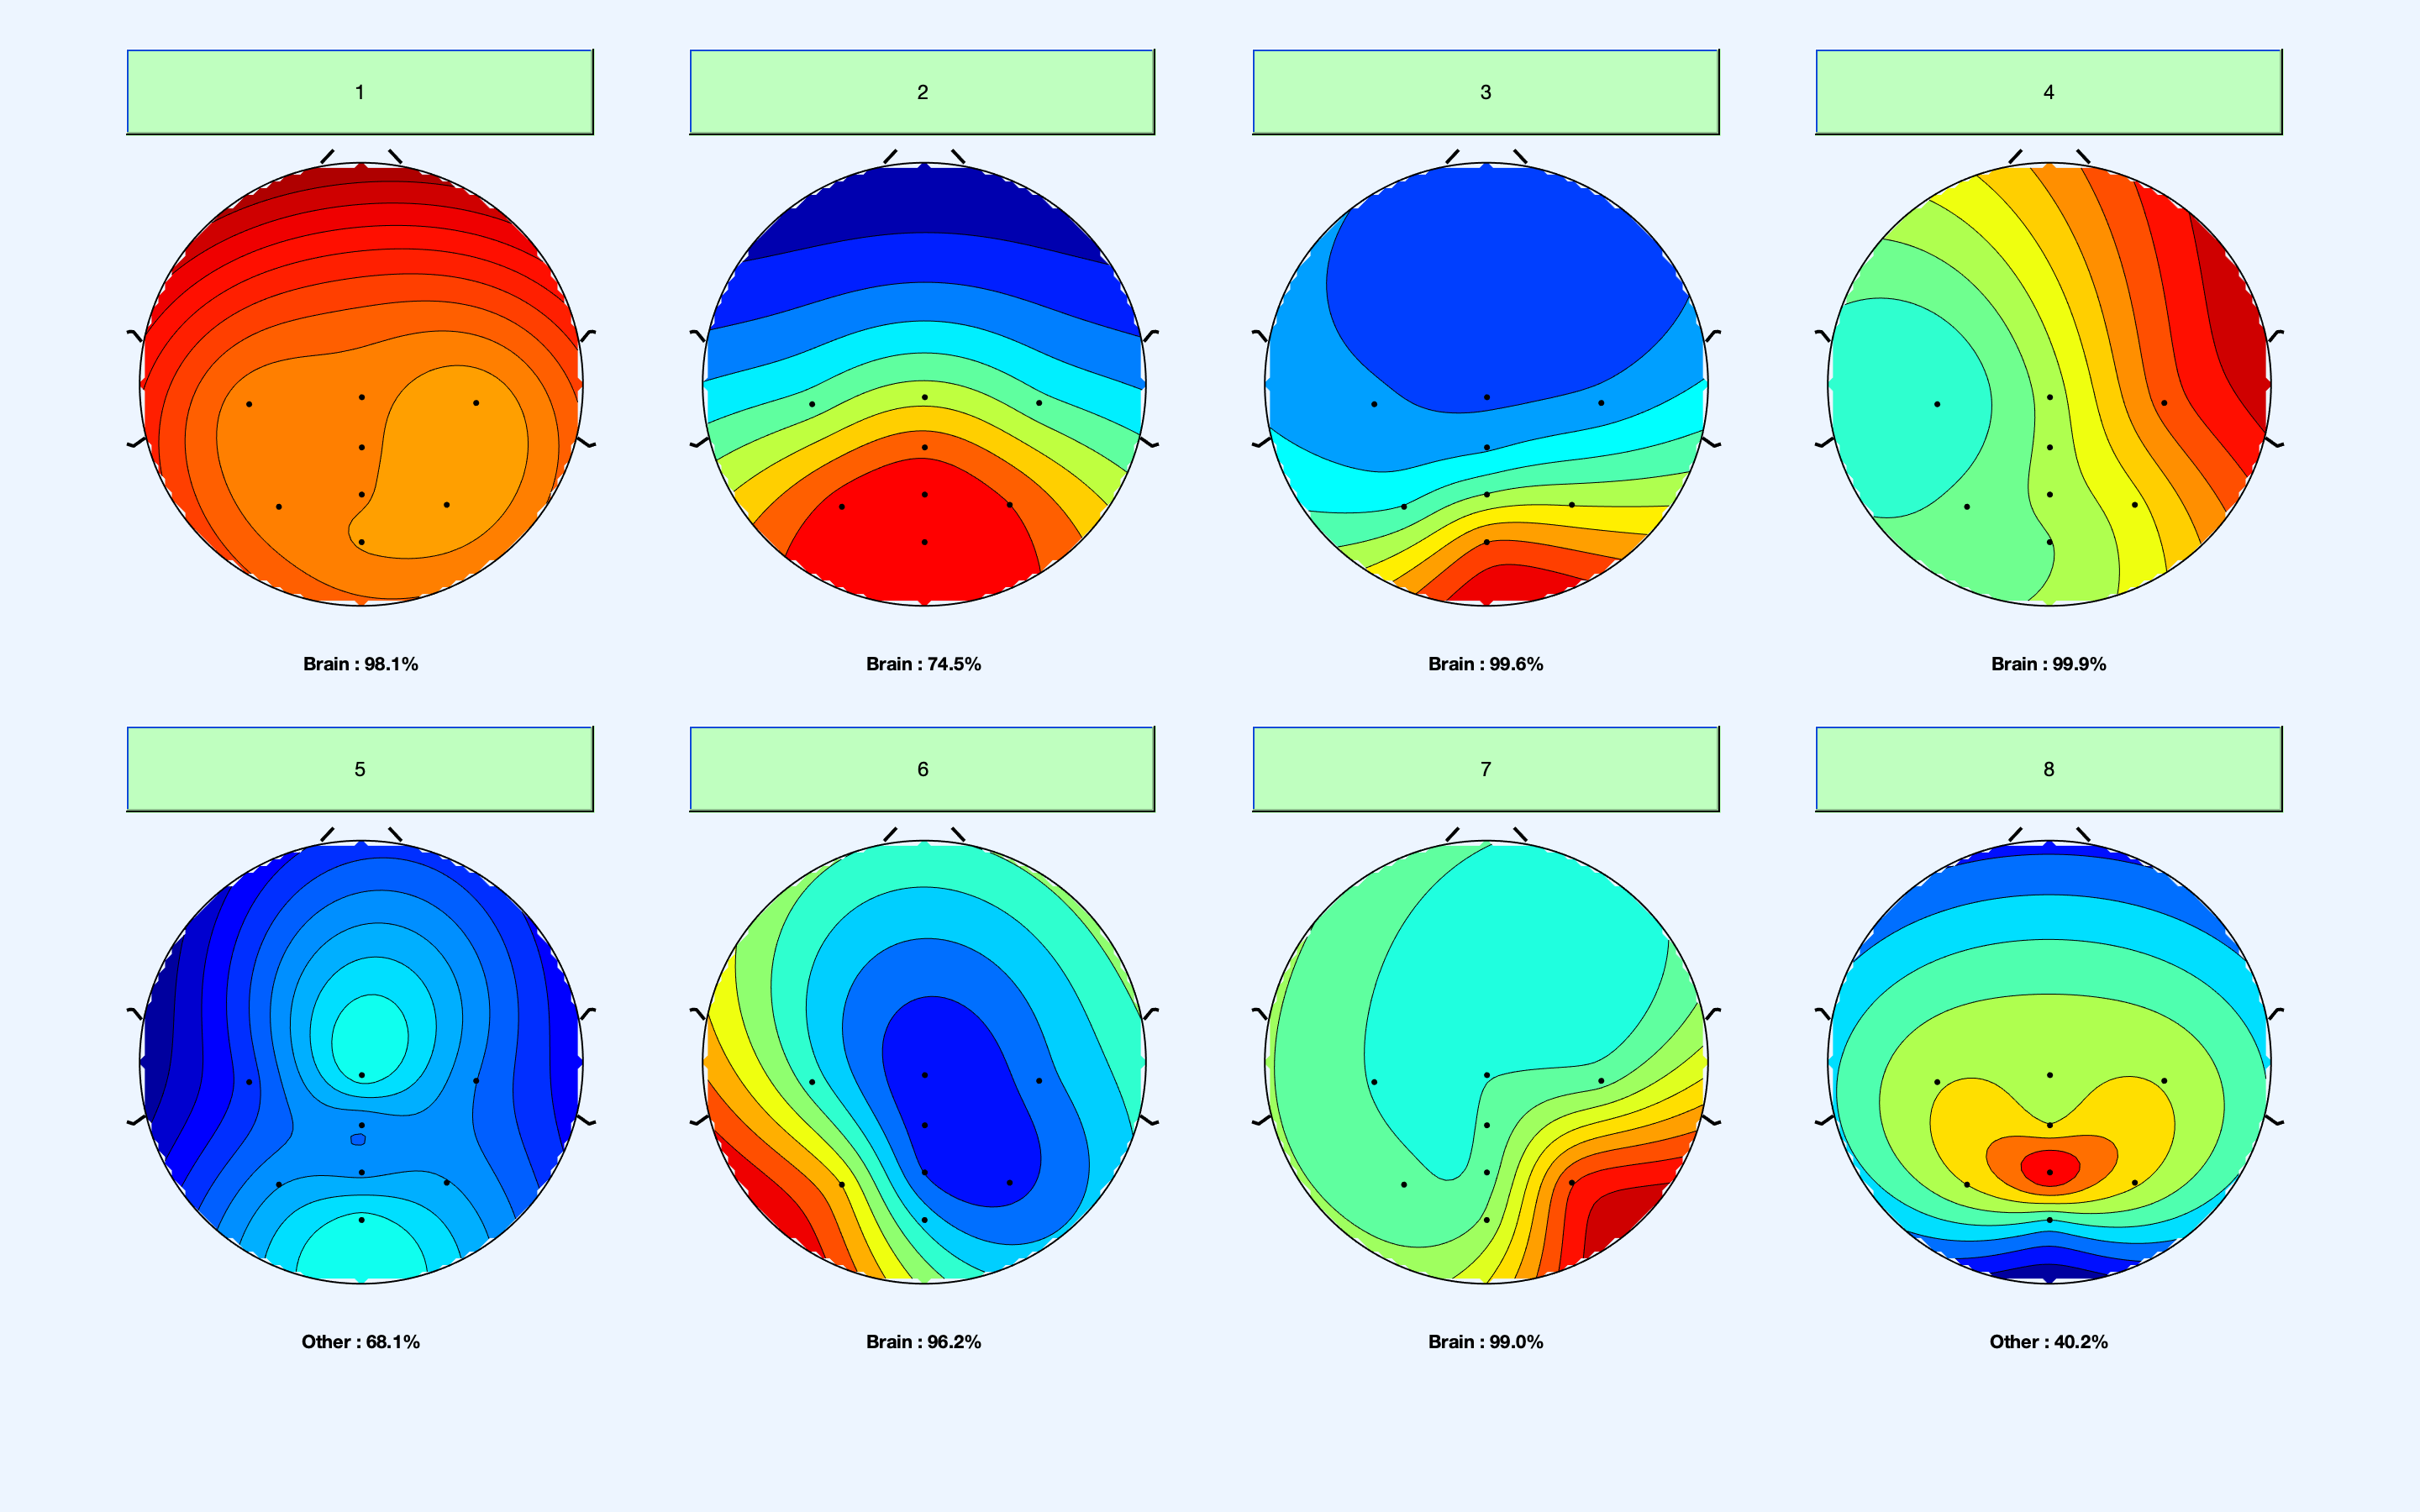 1
2
3
4
Brain : 98.1%
Brain : 74.5%
Brain : 99.6%
Brain : 99.9%
5
6
7
8
Other : 68.1%
Brain : 96.2%
Brain : 99.0%
Other : 40.2%